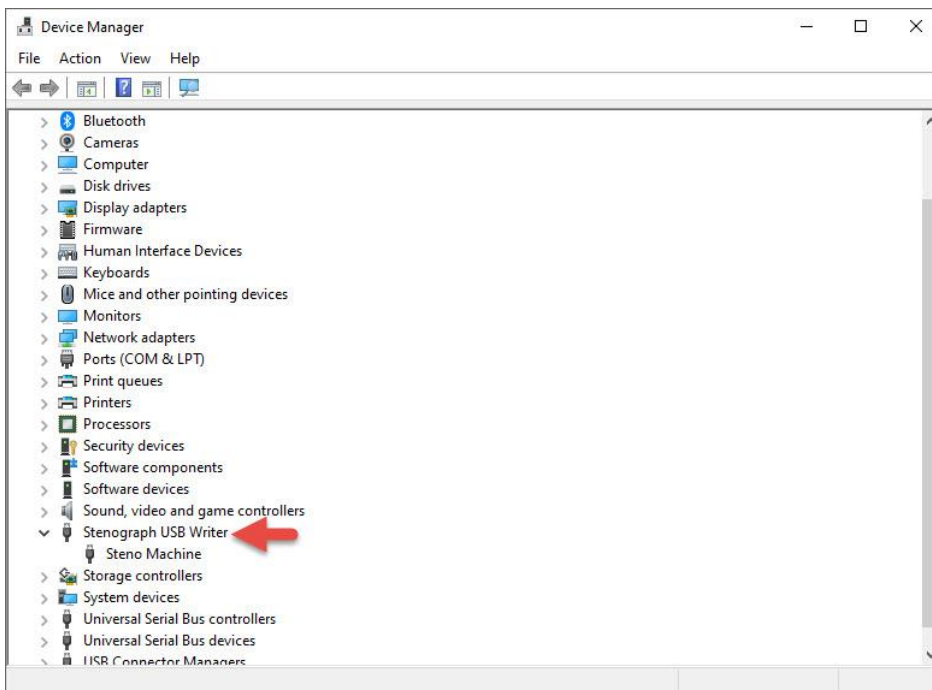 Device Manager
File Action View Help
Bluetooth
Cameras
Computer
Disk drives
Display adapters
Firmware
Human Interface Devices
Keyboards
Mice and other pointing devices
Monitors
Network adapters
Ports (COM & LPT)
Print queues
Printers
Processors
Security devices
Software components
Software devices
Sound, video and game controllers
Stenograph USB Writer
Steno Machine
Storage controllers
System devices
Universal Serial Bus controllers
Universal Serial Bus devices
USB Connector Managers